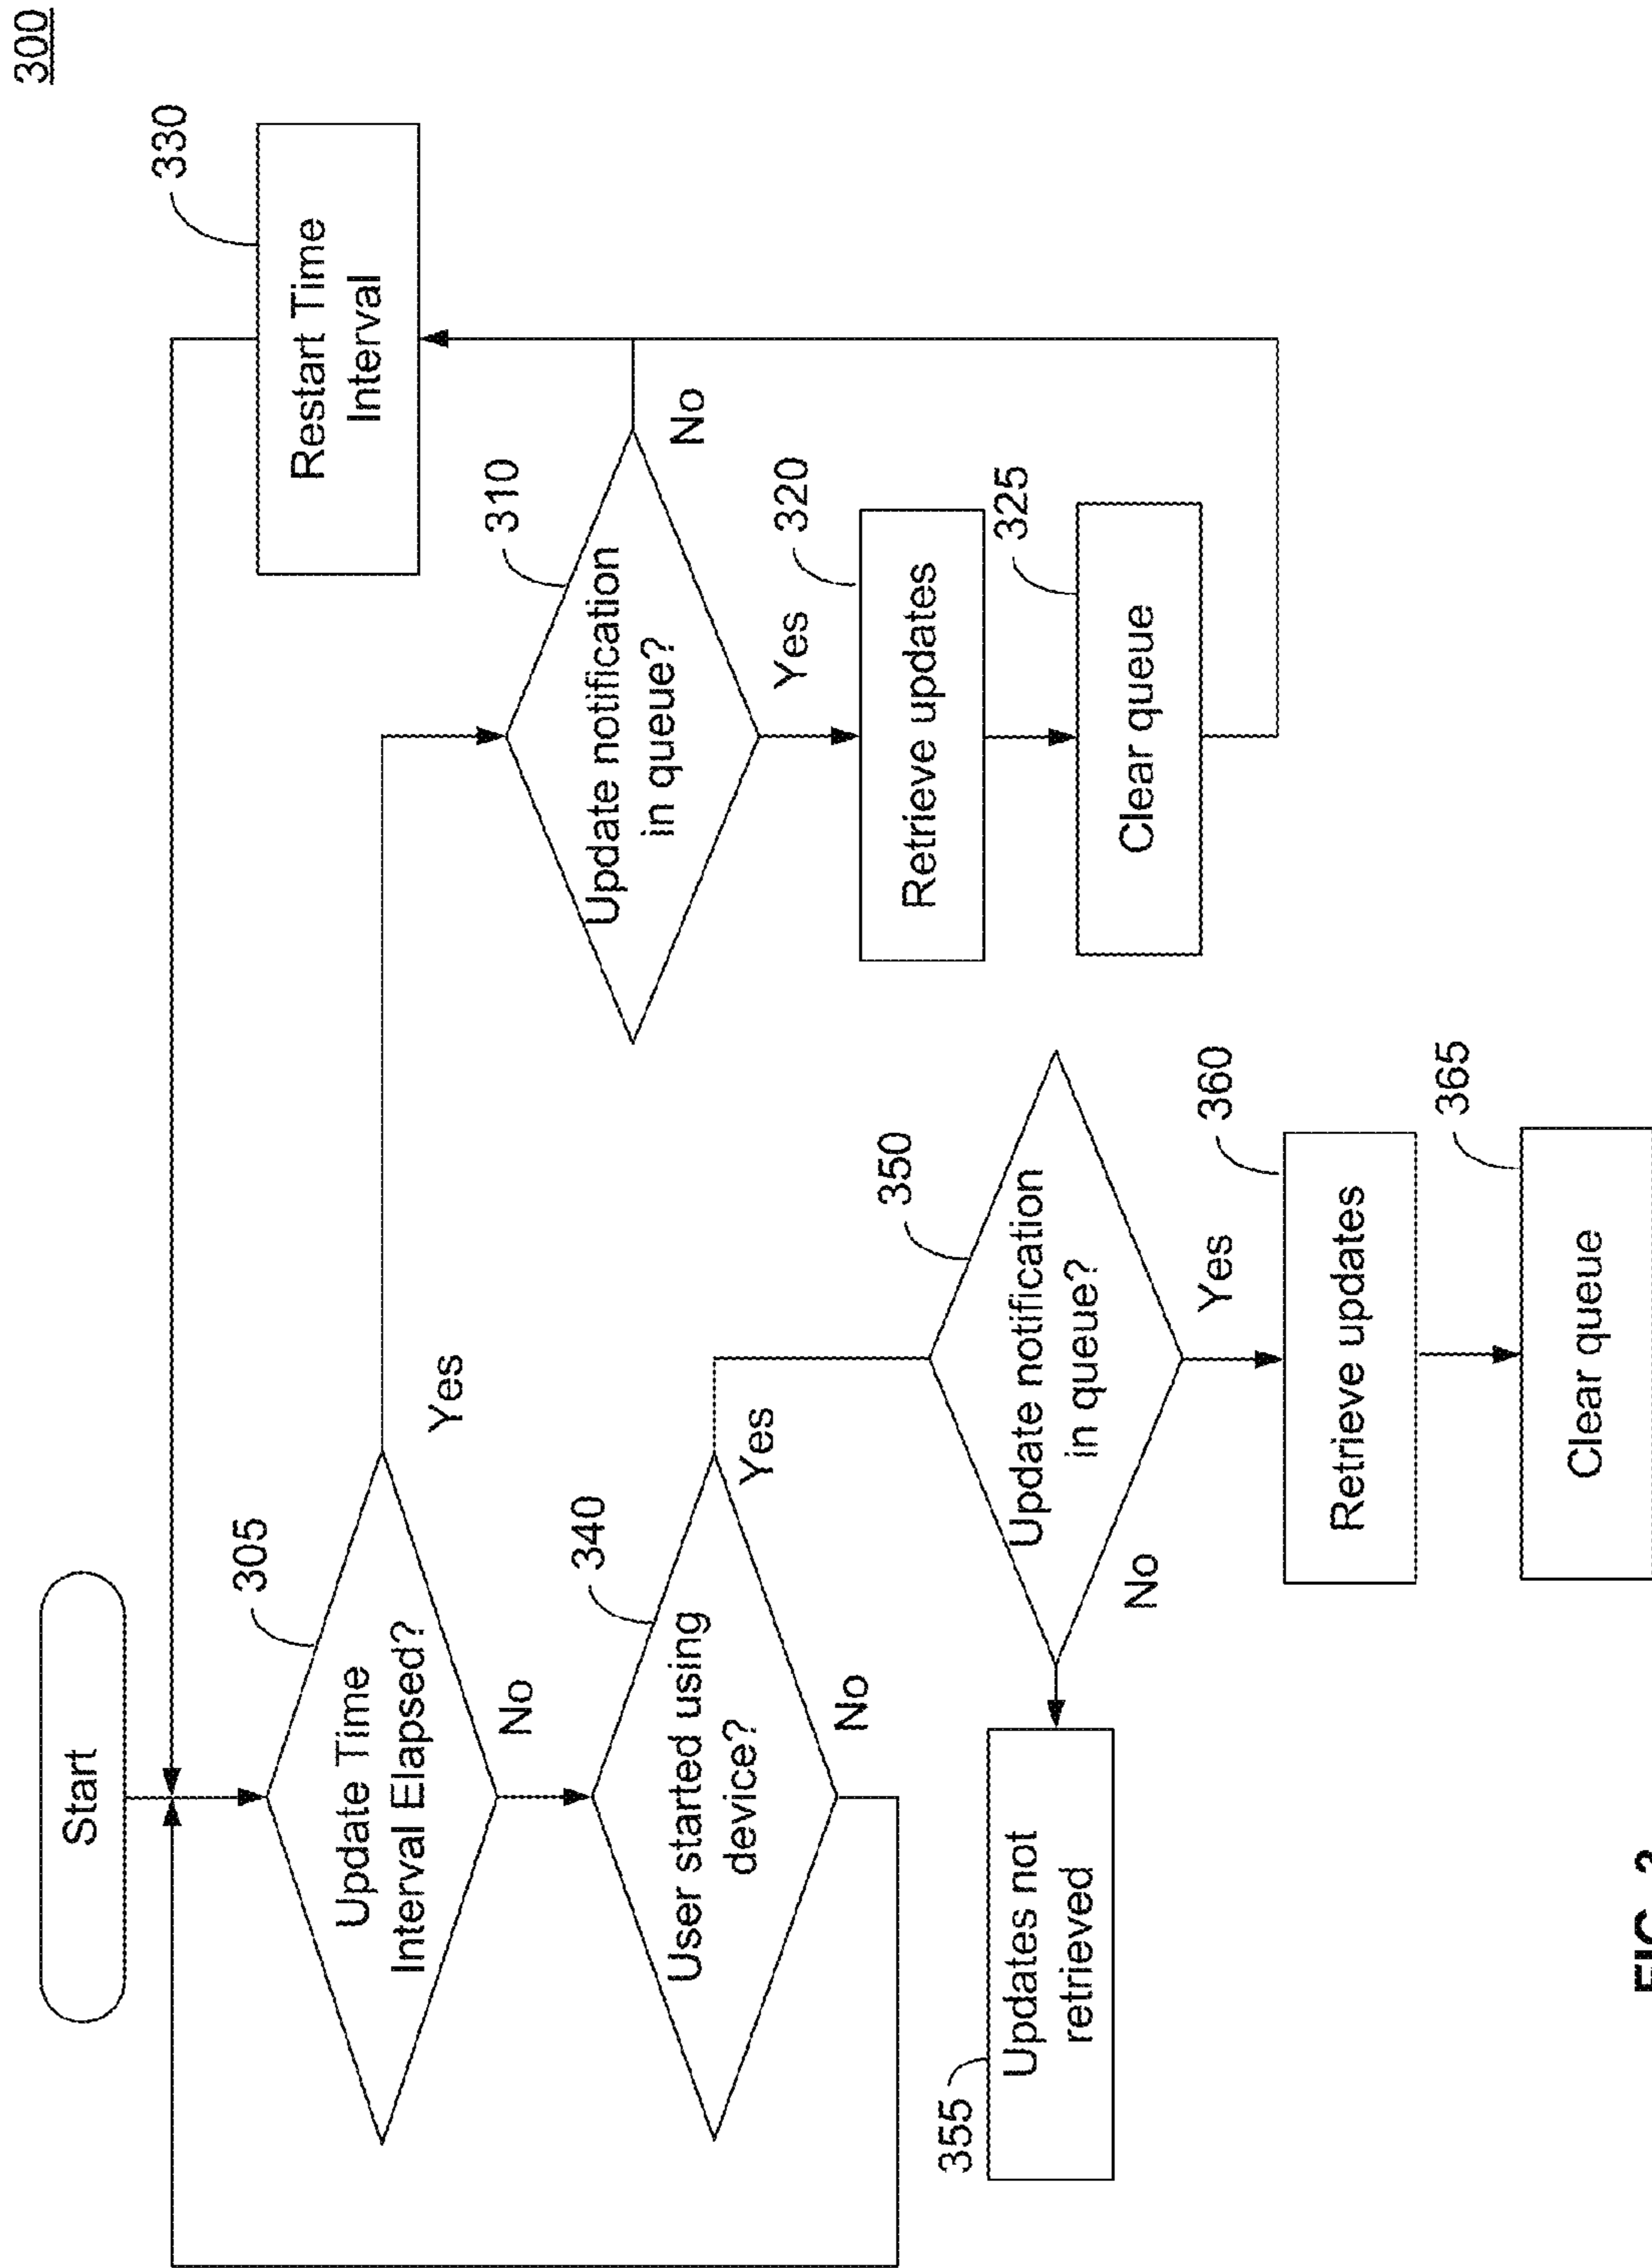 300
Start
305
Update Time
Interval Elapsed?
Yes
No
330
Restart Time
Interval
310
Update notification
in queue?
No
Yes
320
Retrieve updates
325
Clear queue
340
User started using
device?
Yes
No
350
Update notification
in queue?
No
Yes
355
Updates not
retrieved
360
Retrieve updates
365
Clear queue
FIG. 3